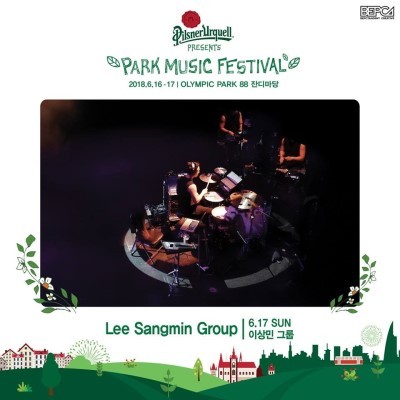 BEPCA
Pilsner Urquell
PRESENTS
PARK MUSIC FESTIVAL
2018.6.16-17 | OLYMPIC PARK 88 잔디마당
Lee Sangmin Group
6.17 SUN
이상민 그룹